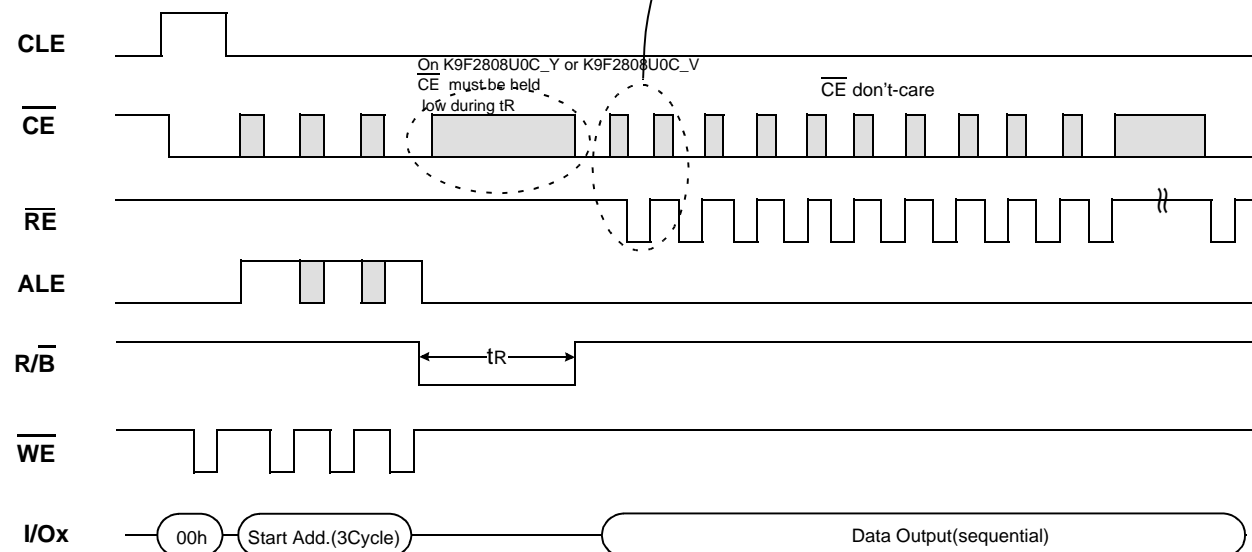 CLE
On K9F2808U0C_Y or K9F2808U0C_V
CE must be held
low during tR
CE don't-care
CE
RE
ALE
R/B
tR
WE
I/Ox
00h
Start Add.(3Cycle)
Data Output(sequential)